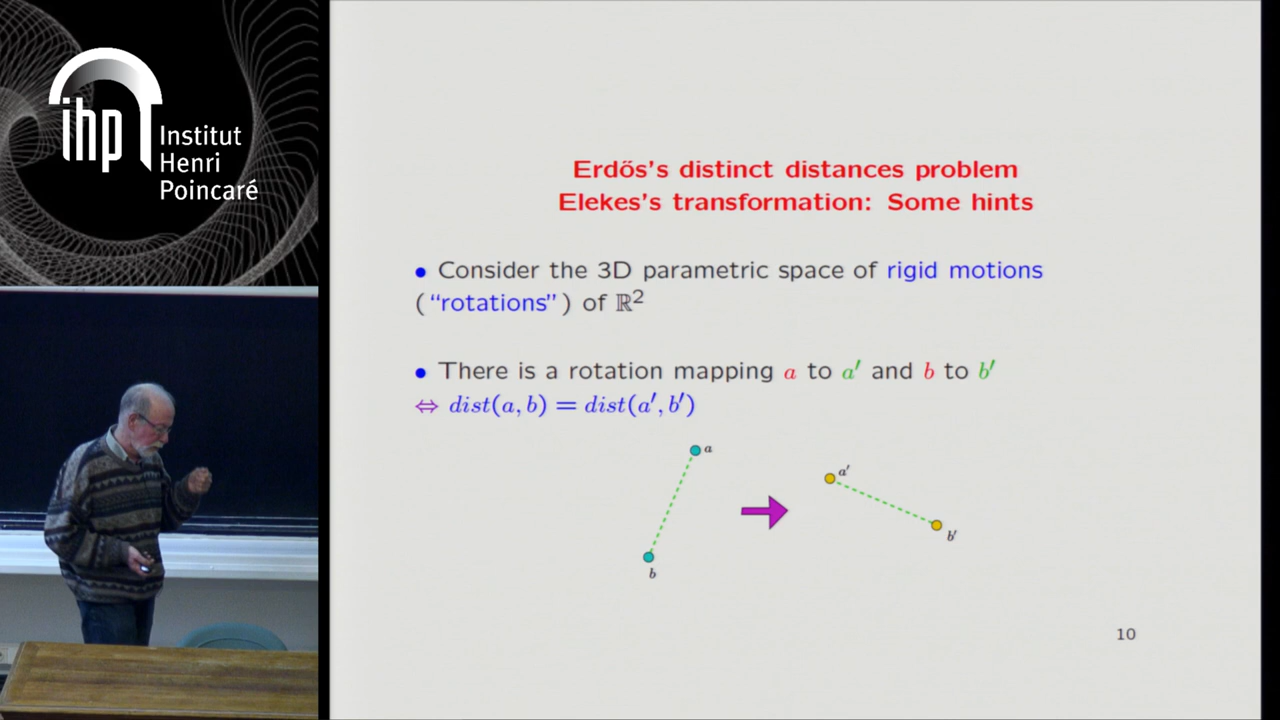 ihp Institut
Henri
Poincaré
Erdős's distinct distances problem
Elekes's transformation: Some hints
• Consider the 3D parametric space of rigid motions
("rotations") of ℝ²
• There is a rotation mapping a to a′ and b to b′
⇔ dist(a, b) = dist(a′, b′)
a
a′
b′
b
10